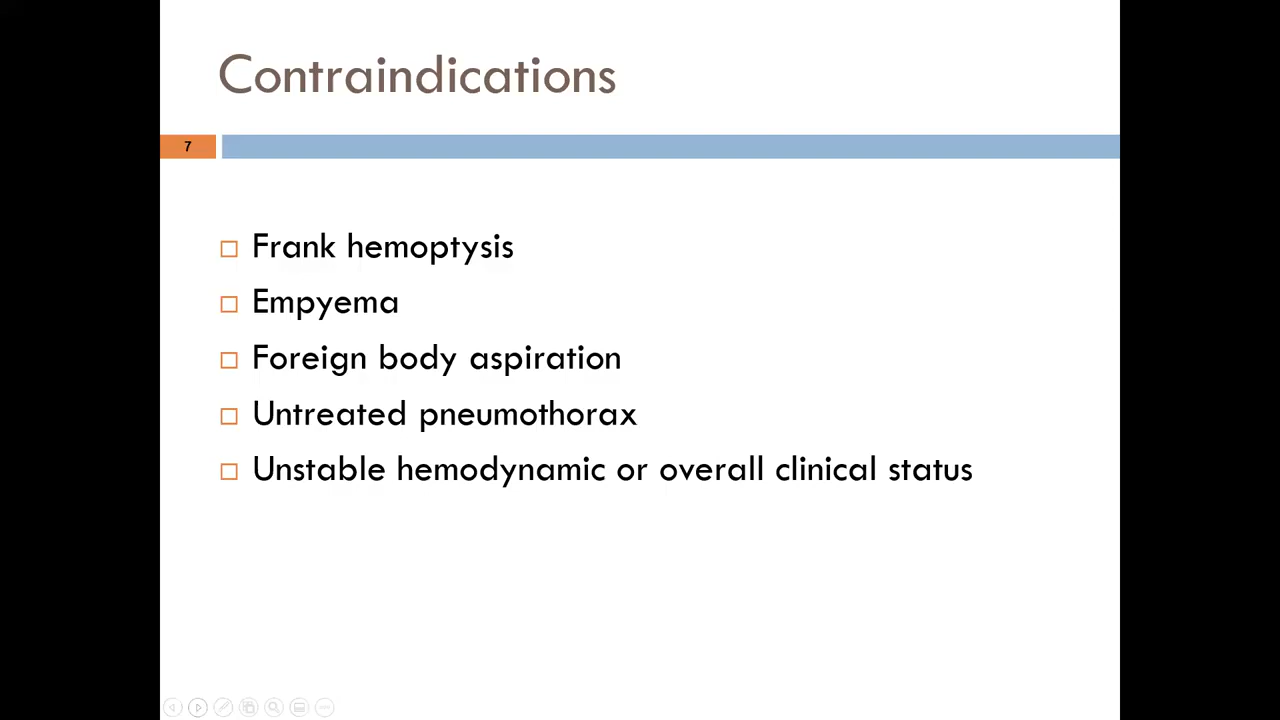 Contraindications
7
Frank hemoptysis
Empyema
Foreign body aspiration
Untreated pneumothorax
Unstable hemodynamic or overall clinical status